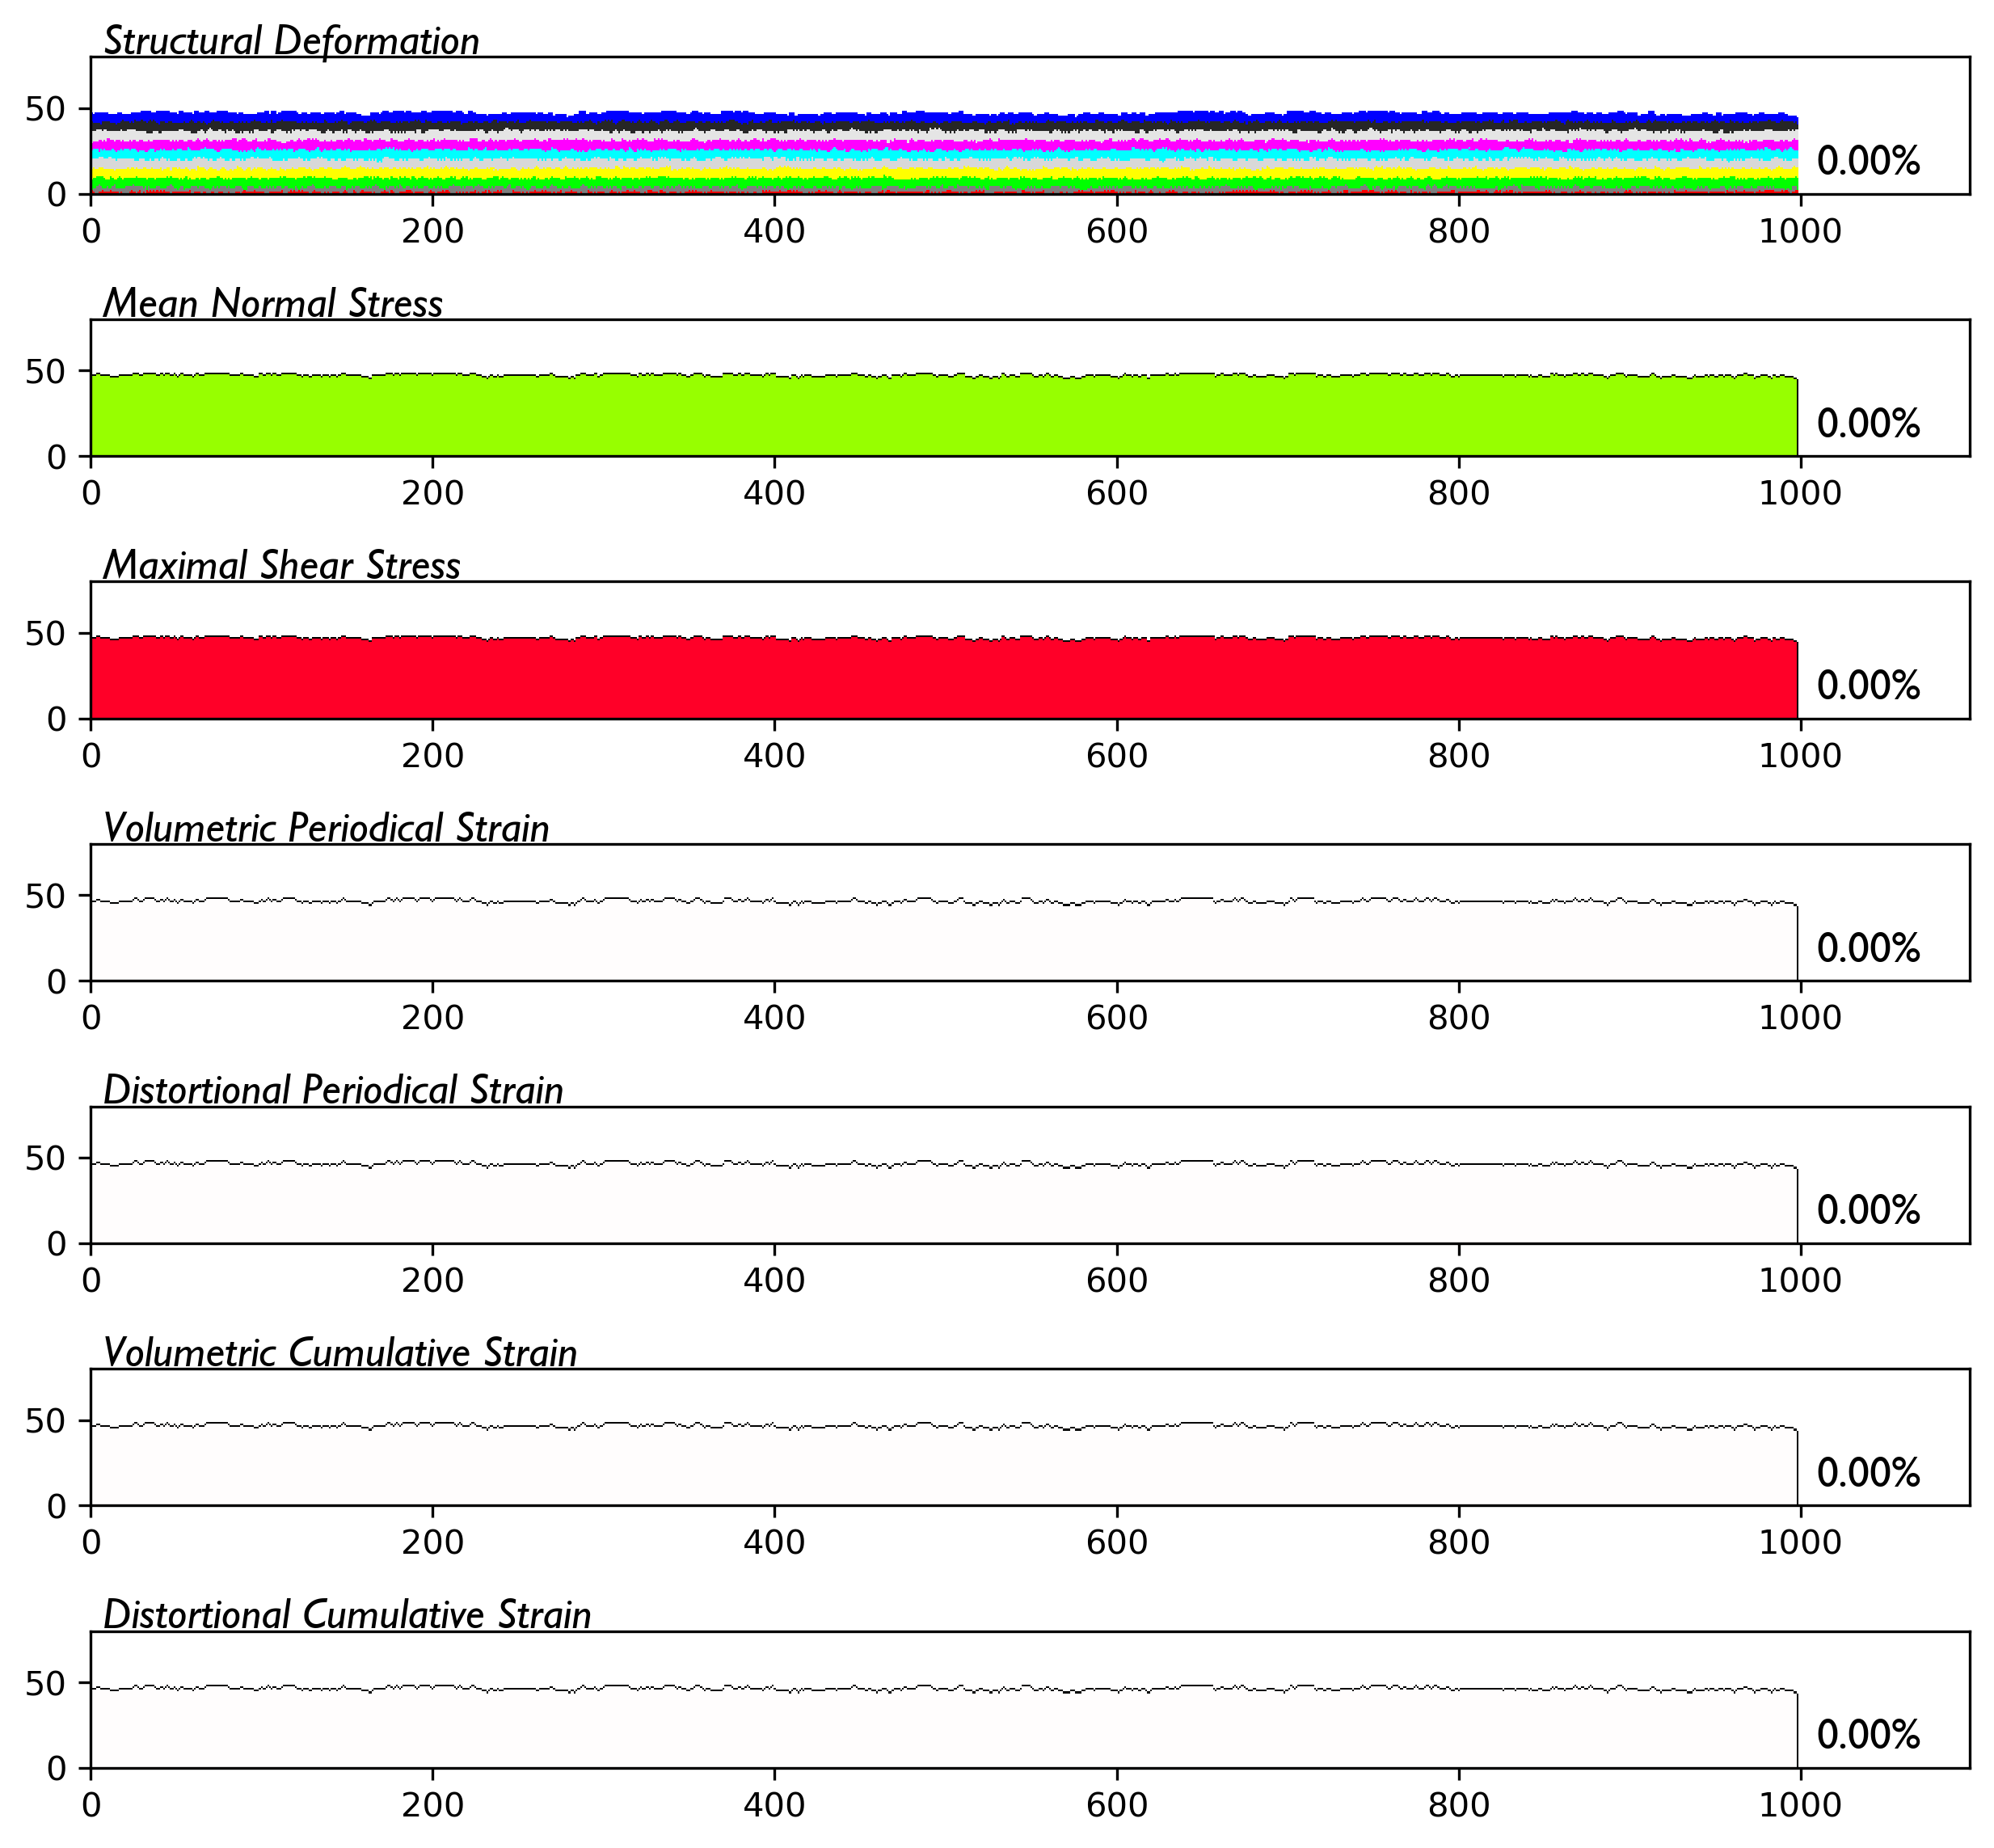 Structural Deformation
50
0
0.00%
0 200 400 600 800 1000
Mean Normal Stress
50
0
0.00%
0 200 400 600 800 1000
Maximal Shear Stress
50
0
0.00%
0 200 400 600 800 1000
Volumetric Periodical Strain
50
0
0.00%
0 200 400 600 800 1000
Distortional Periodical Strain
50
0
0.00%
0 200 400 600 800 1000
Volumetric Cumulative Strain
50
0
0.00%
0 200 400 600 800 1000
Distortional Cumulative Strain
50
0
0.00%
0 200 400 600 800 1000